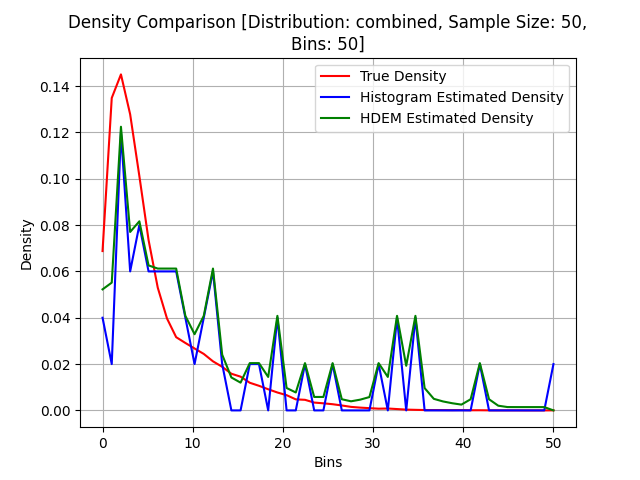 Density Comparison [Distribution: combined, Sample Size: 50,
Bins: 50]
True Density
Histogram Estimated Density
HDEM Estimated Density
Density
0.14
0.12
0.10
0.08
0.06
0.04
0.02
0.00
0 10 20 30 40 50
Bins